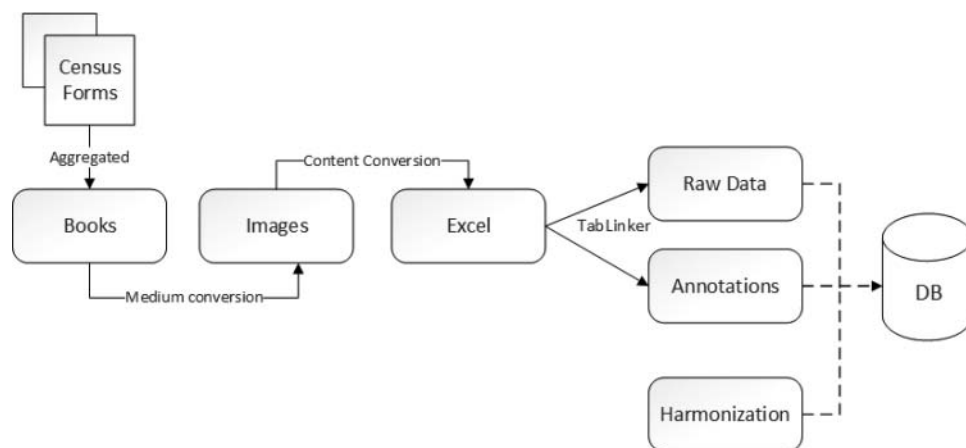 Census
Forms
Aggregated
Books
Medium conversion
Images
Content Conversion
Excel
TabLinker
Raw Data
Annotations
Harmonization
DB